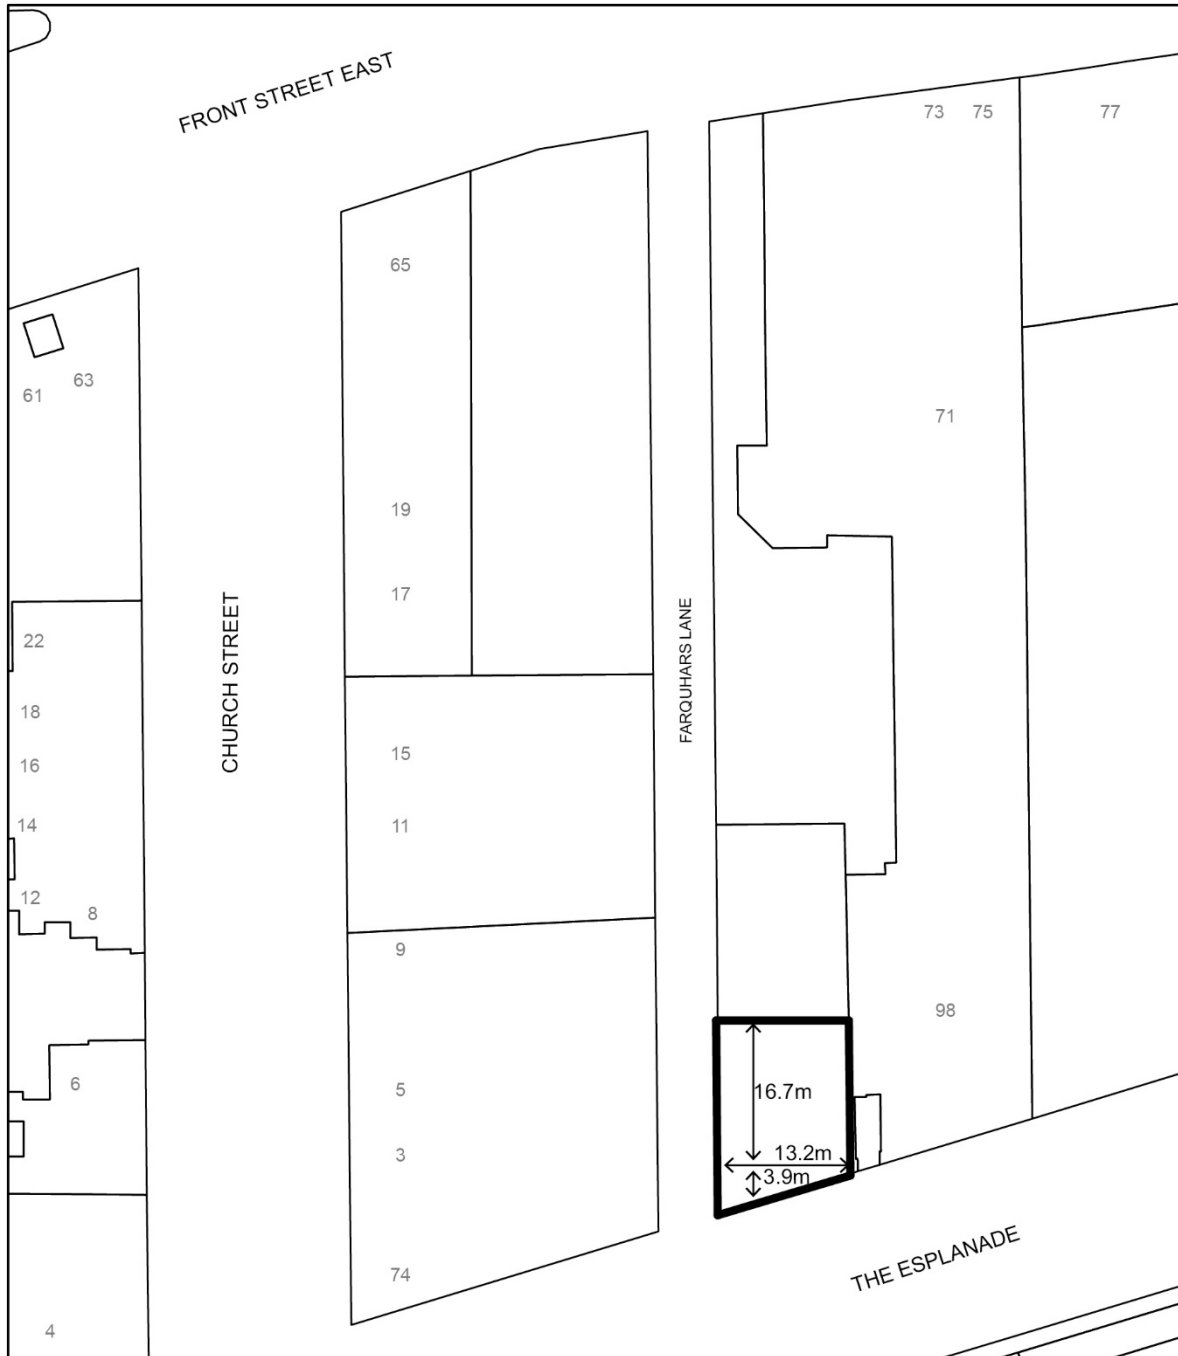 FRONT STREET EAST
73 75 77
65
63
61
71
19
17
CHURCH STREET
FARQUHARS LANE
22
18
16
15
14
11
12
8
9
98
6
5
16.7m
3
13.2m
3.9m
THE ESPLANADE
74
4